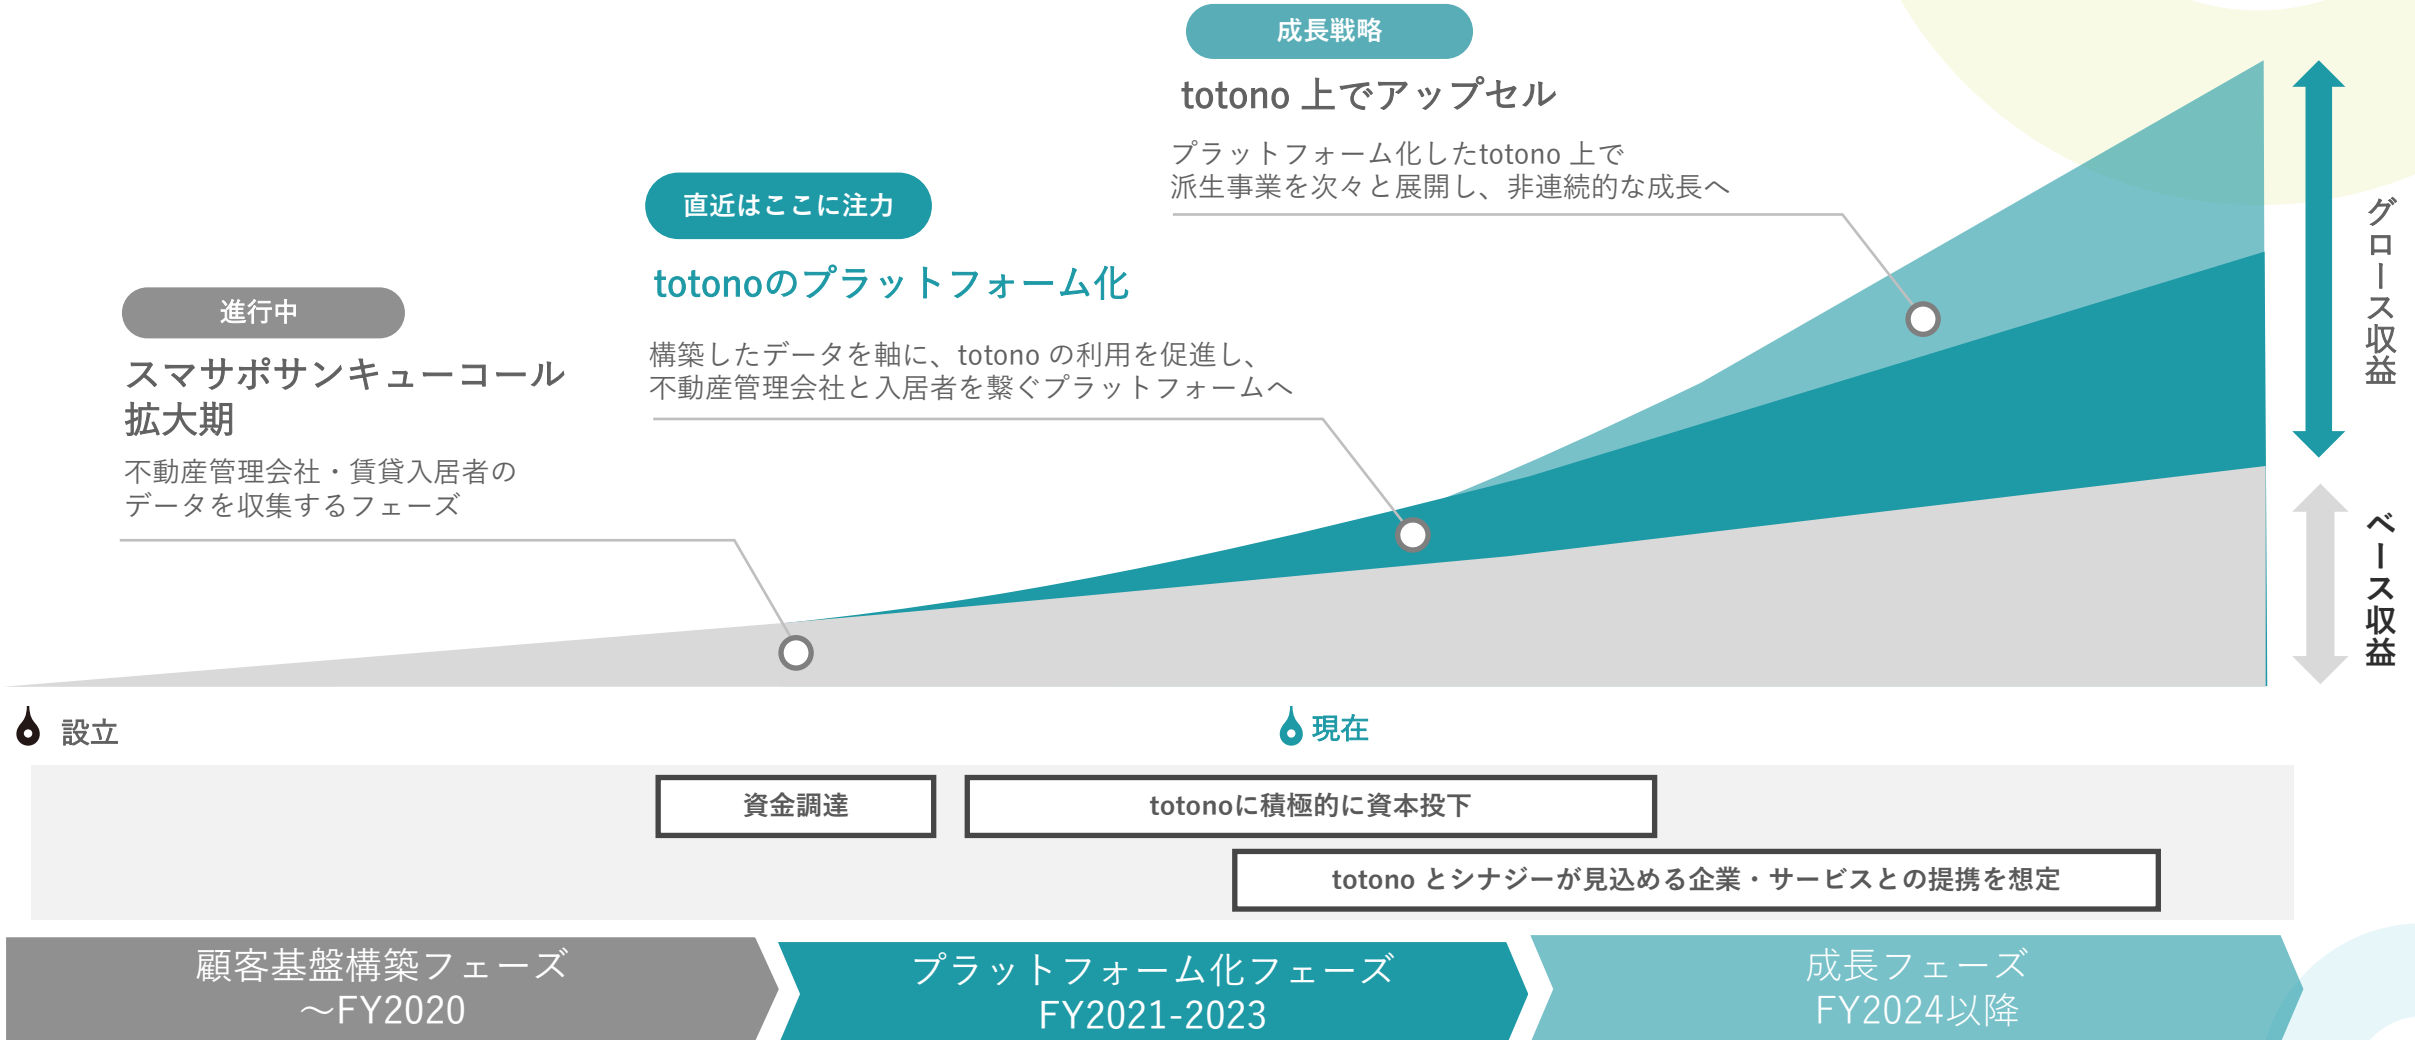 成長戦略
totono 上でアップセル
プラットフォーム化したtotono 上で
派生事業を次々と展開し、非連続的な成長へ
直近はここに注力
totonoのプラットフォーム化
構築したデータを軸に、totono の利用を促進し、
不動産管理会社と入居者を繋ぐプラットフォームへ
進行中
スマサポサンキューコール
拡大期
不動産管理会社・賃貸入居者の
データを収集するフェーズ
グロース収益
ベース収益
設立
現在
資金調達
totonoに積極的に資本投下
totono とシナジーが見込める企業・サービスとの提携を想定
顧客基盤構築フェーズ
～FY2020
プラットフォーム化フェーズ
FY2021-2023
成長フェーズ
FY2024以降